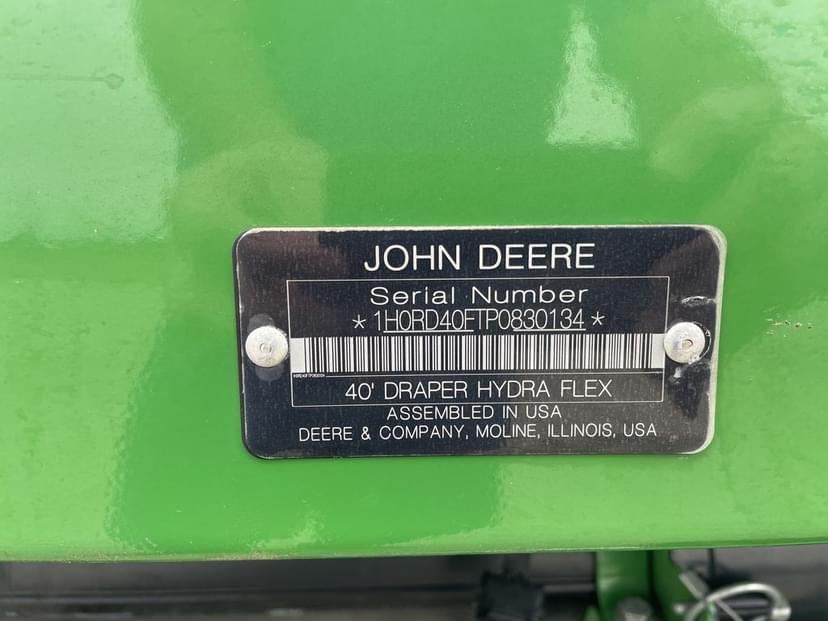 JOHN DEERE
Serial Number
*1H0RD40FTP0830134*
40' DRAPER HYDRA FLEX
ASSEMBLED IN USA
DEERE & COMPANY, MOLINE, ILLINOIS, USA